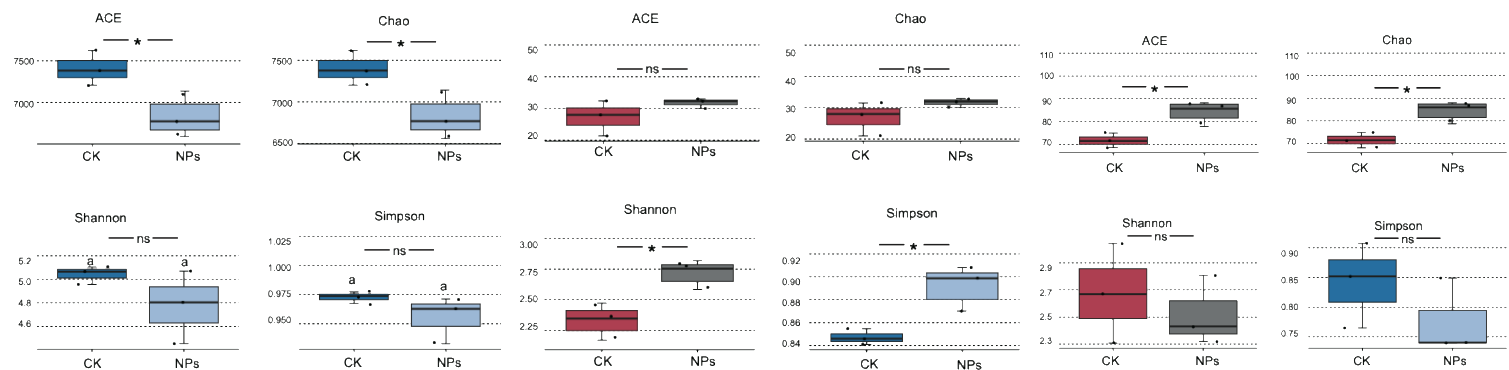 ACE
*
7500
7000
CK
NPs
Chao
*
7500
7000
6500
CK
NPs
ACE
ns
50
40
30
20
CK
NPs
Chao
ns
50
40
30
20
CK
NPs
ACE
*
110
100
90
80
70
CK
NPs
Chao
*
110
100
90
80
70
CK
NPs
Shannon
ns
a
a
5.2
5.0
4.8
4.6
CK
NPs
Simpson
ns
a
a
1.025
1.000
0.975
0.950
CK
NPs
Shannon
*
3.00
2.75
2.50
2.25
CK
NPs
Simpson
*
0.92
0.90
0.88
0.86
0.84
CK
NPs
Shannon
ns
2.9
2.7
2.5
2.3
CK
NPs
Simpson
ns
0.90
0.85
0.80
0.75
CK
NPs